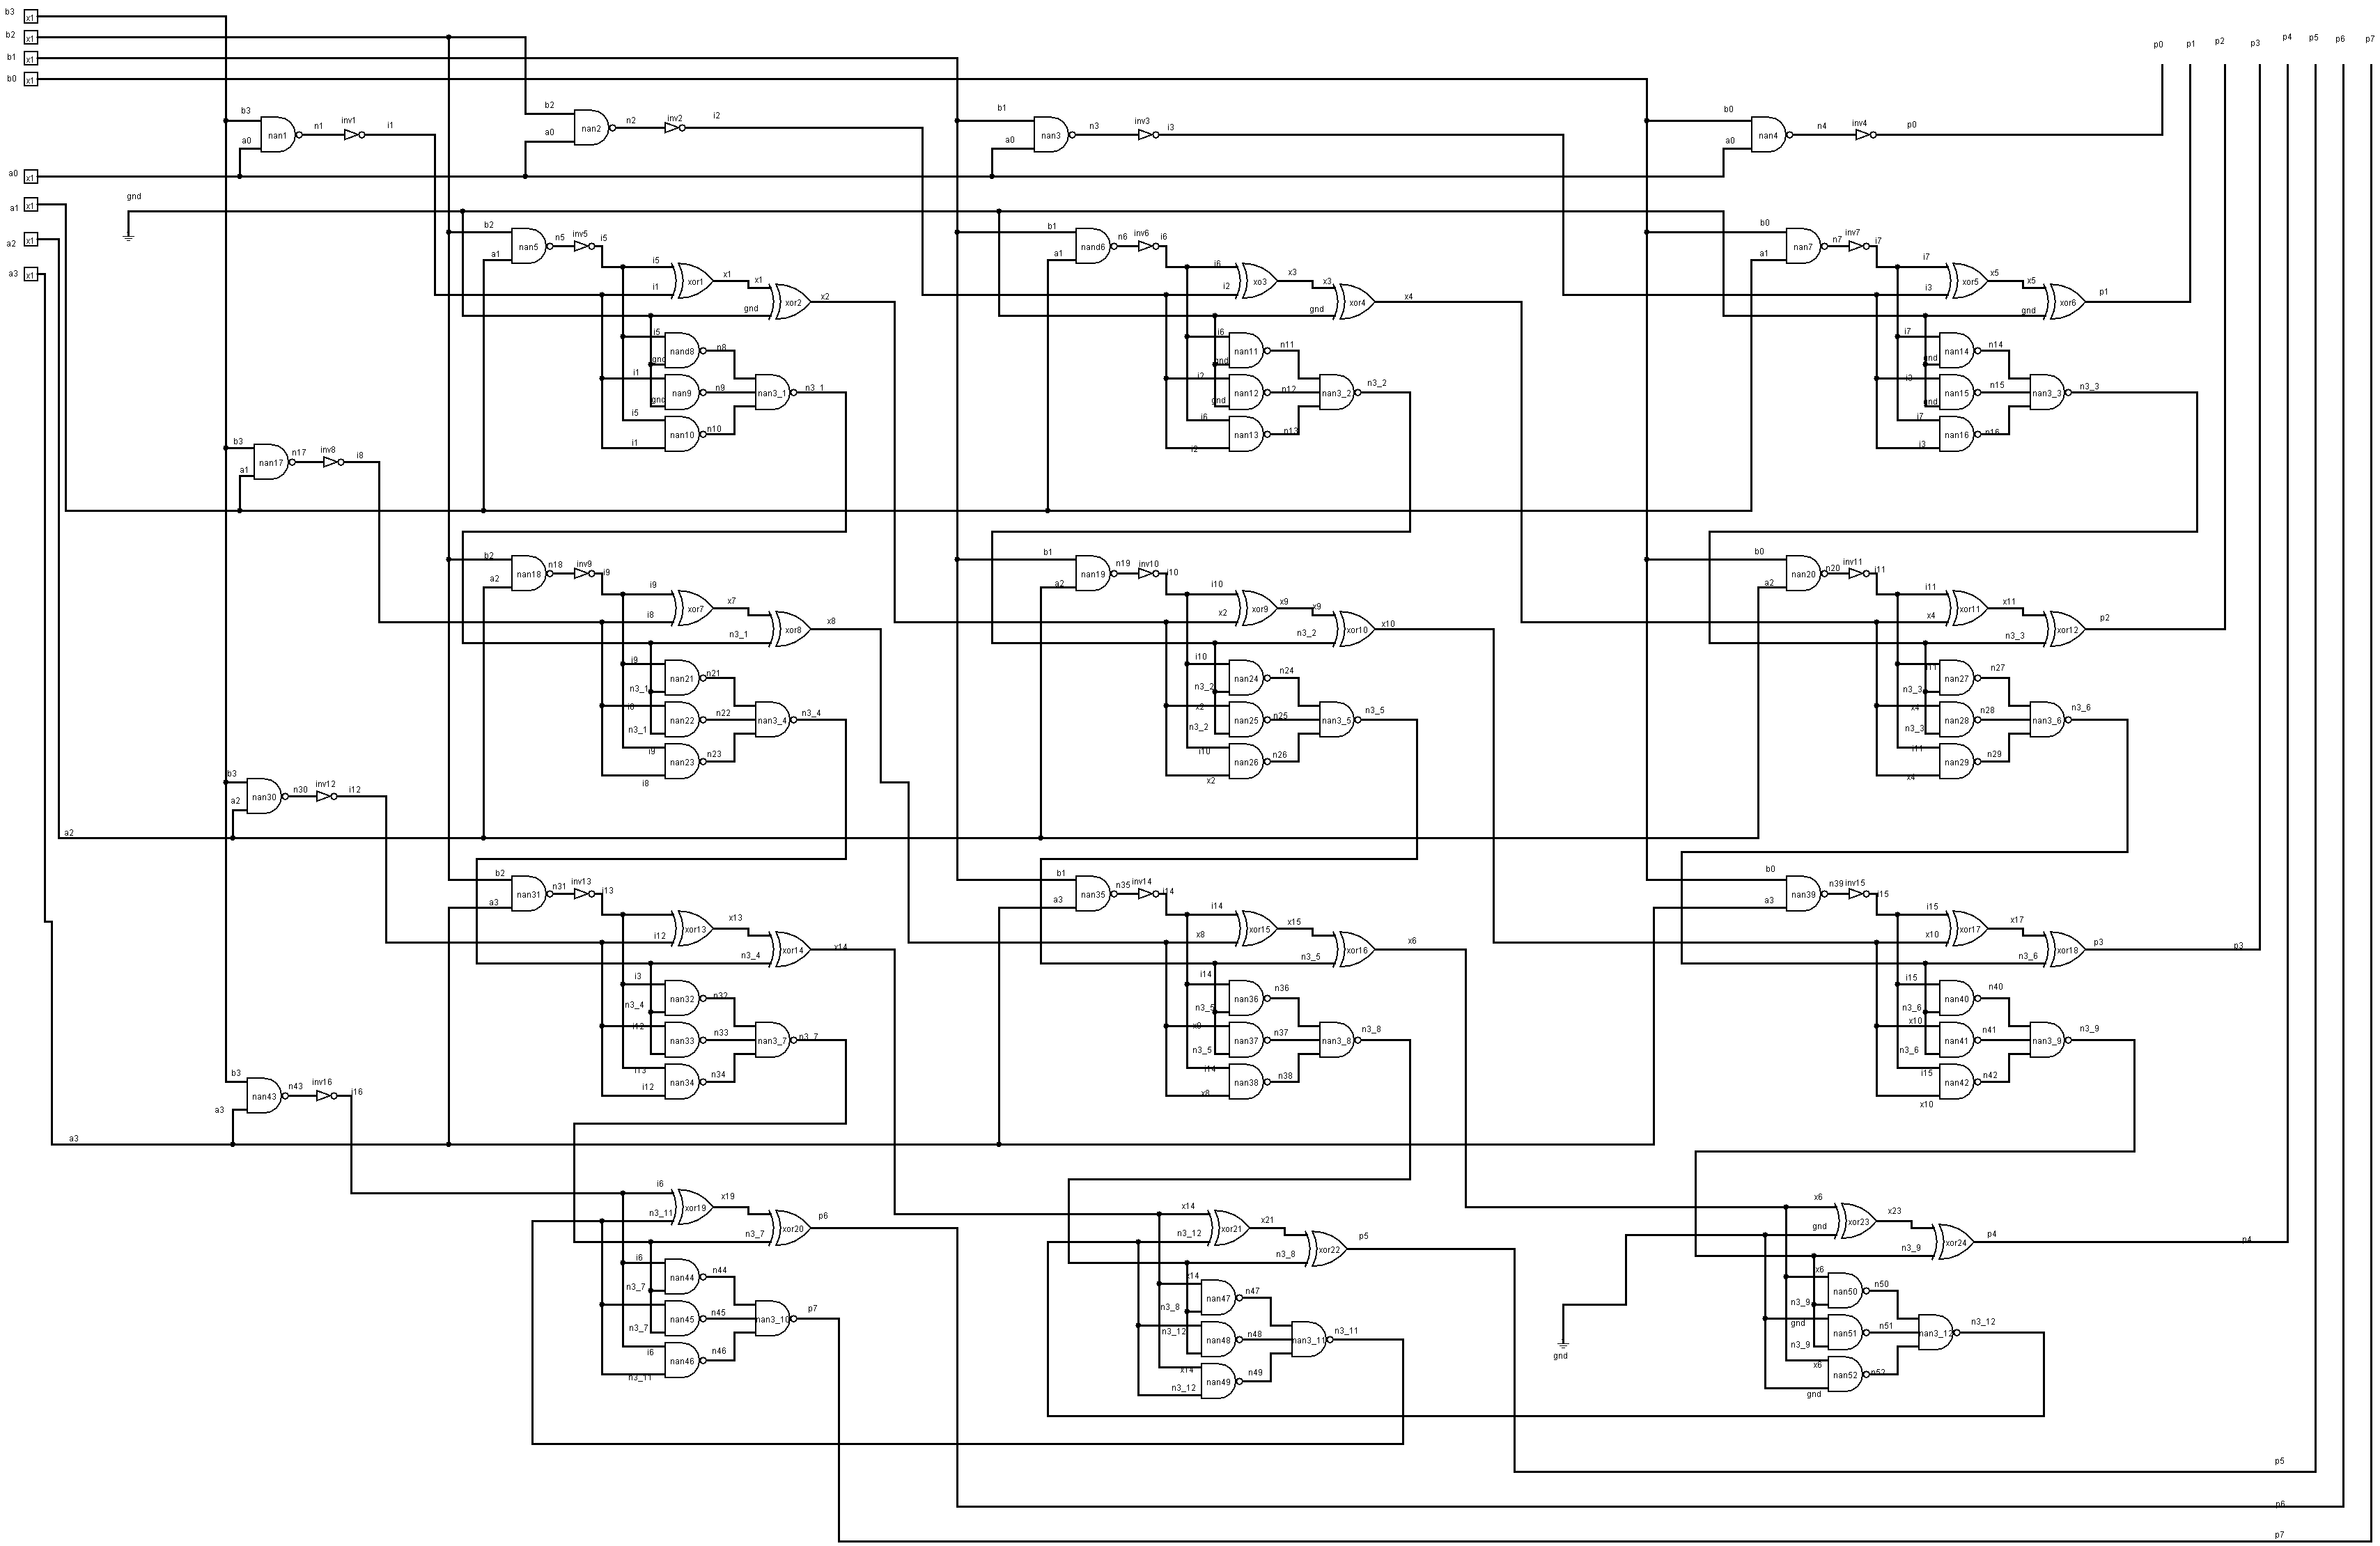 b3 x1
b2 x1
b1 x1
b0 x1
p0 p1 p2 p3 p4 p5 p6 p7
b3 a0 nan1 n1 inv1 i1
b2 a0 nan2 n2 inv2 i2
b1 a0 nan3 n3 inv3 i3
b0 a0 nan4 n4 inv4 p0
a0 x1
a1 x1
a2 x1
a3 x1
gnd
b2 a1 nan5 n5 inv5 i5
i5 i1 xor1 x1 x1 gnd xor2 x2
i5 gnd nand8 n8
i1 gnd nan9 n9 nan3_1 n3_1
i5 i1 nan10 n10
b1 a1 nand6 n6 inv6 i6
i6 i2 xo3 x3 x3 gnd xor4 x4
i6 gnd nan11 n11
i2 gnd nan12 n12 nan3_2 n3_2
i6 i2 nan13 n13
b0 a1 nan7 n7 inv7 i7
i7 i3 xor5 x5 x5 gnd xor6 p1
i7 gnd nan14 n14
i3 gnd nan15 n15 nan3_3 n3_3
i7 i3 nan16 n16
b3 a1 nan17 n17 inv8 i8
b2 a2 nan18 n18 inv9 i9
i9 i8 xor7 x7 n3_1 xor8 x8
i9 n3_1 nan21 n21
i8 n3_1 nan22 n22 nan3_4 n3_4
i9 i8 nan23 n23
b1 a2 nan19 n19 inv10 i10
i10 x2 xor9 x9 x9 n3_2 xor10 x10
i10 n3_2 nan24 n24
x2 n3_2 nan25 n25 nan3_5 n3_5
i10 x2 nan26 n26
b0 a2 nan20 n20 inv11 i11
i11 x4 xor11 x11 n3_3 xor12 p2
i11 n3_3 nan27 n27
x4 n3_3 nan28 n28 nan3_6 n3_6
i11 x4 nan29 n29
b3 a2 nan30 n30 inv12 i12
a2
b2 a3 nan31 n31 inv13 i13
i12 xor13 x13 n3_4 xor14 x14
i3 n3_4 nan32 n32
i12 nan33 n33 nan3_7 n3_7
i13 i12 nan34 n34
b1 a3 nan35 n35 inv14 i14
i14 x8 xor15 x15 n3_5 xor16 x6
i14 n3_5 nan36 n36
x8 n3_5 nan37 n37 nan3_8 n3_8
i14 x8 nan38 n38
b0 a3 nan39 n39 inv15 i15
i15 x10 xor17 x17 n3_6 xor18 p3 p3
i15 n3_6 nan40 n40
x10 n3_6 nan41 n41 nan3_9 n3_9
i15 x10 nan42 n42
b3 a3 nan43 n43 inv16 i16
a3
i6 n3_11 xor19 x19 n3_7 xor20 p6
i6 n3_7 nan44 n44
n3_7 nan45 n45 nan3_10 p7
i6 n3_11 nan46 n46
x14 n3_12 xor21 x21 n3_8 xor22 p5
x14 n3_8 nan47 n47
n3_12 nan48 n48 nan3_11 n3_11
x14 n3_12 nan49 n49
x6 gnd xor23 x23 n3_9 xor24 p4 p4
x6 n3_9 nan50 n50
gnd n3_9 nan51 n51 nan3_12 n3_12
x6 gnd nan52 n52
gnd
p5
p6
p7